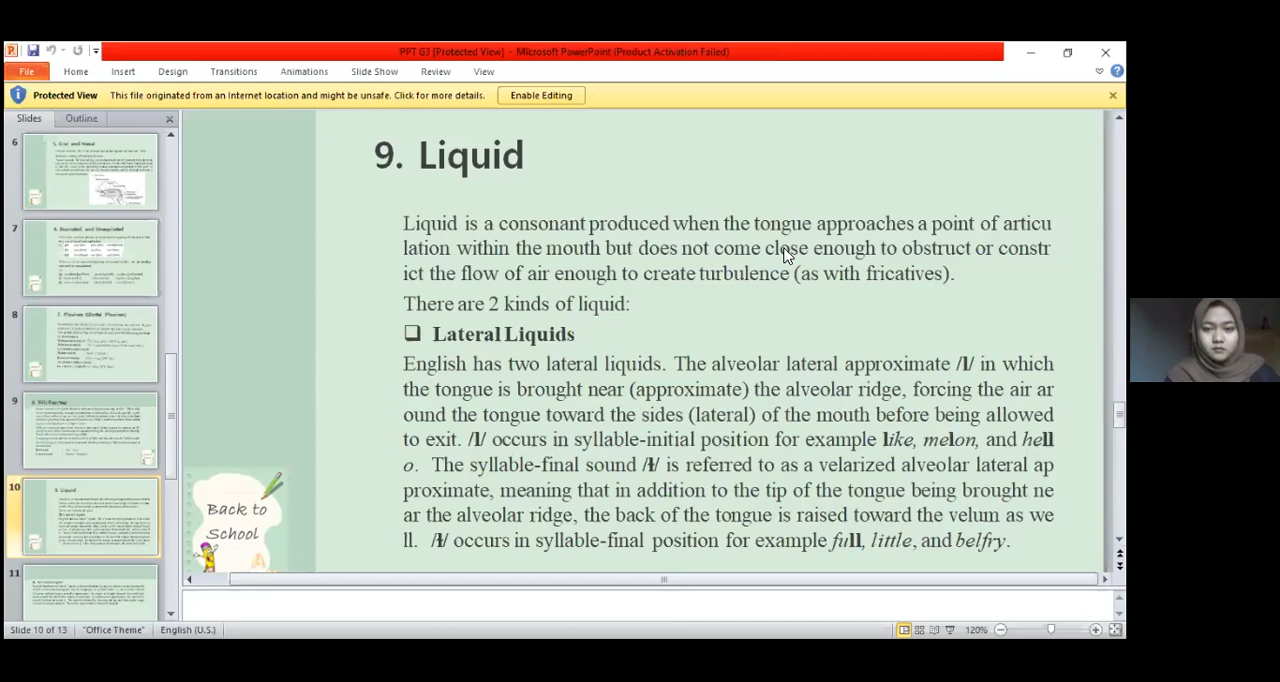 PPT G3 [Protected View] - Microsoft PowerPoint (Product Activation Failed)
File Home Insert Design Transitions Animations Slide Show Review View
Protected View This file originated from an Internet location and might be unsafe. Click for more details. Enable Editing
Slides Outline
6
7
8
9
10
11
9. Liquid
Liquid is a consonant produced when the tongue approaches a point of articu
lation within the mouth but does not come close enough to obstruct or constr
ict the flow of air enough to create turbulence (as with fricatives).
There are 2 kinds of liquid:
❑ Lateral Liquids
English has two lateral liquids. The alveolar lateral approximate /l/ in which
the tongue is brought near (approximate) the alveolar ridge, forcing the air ar
ound the tongue toward the sides (lateral) of the mouth before being allowed
to exit. /l/ occurs in syllable-initial position for example like, melon, and hell
o. The syllable-final sound /ɫ/ is referred to as a velarized alveolar lateral ap
proximate, meaning that in addition to the tip of the tongue being brought ne
ar the alveolar ridge, the back of the tongue is raised toward the velum as we
ll. /ɫ/ occurs in syllable-final position for example full, little, and belfry.
Back to
School
Slide 10 of 13 "Office Theme" English (U.S.) 120%